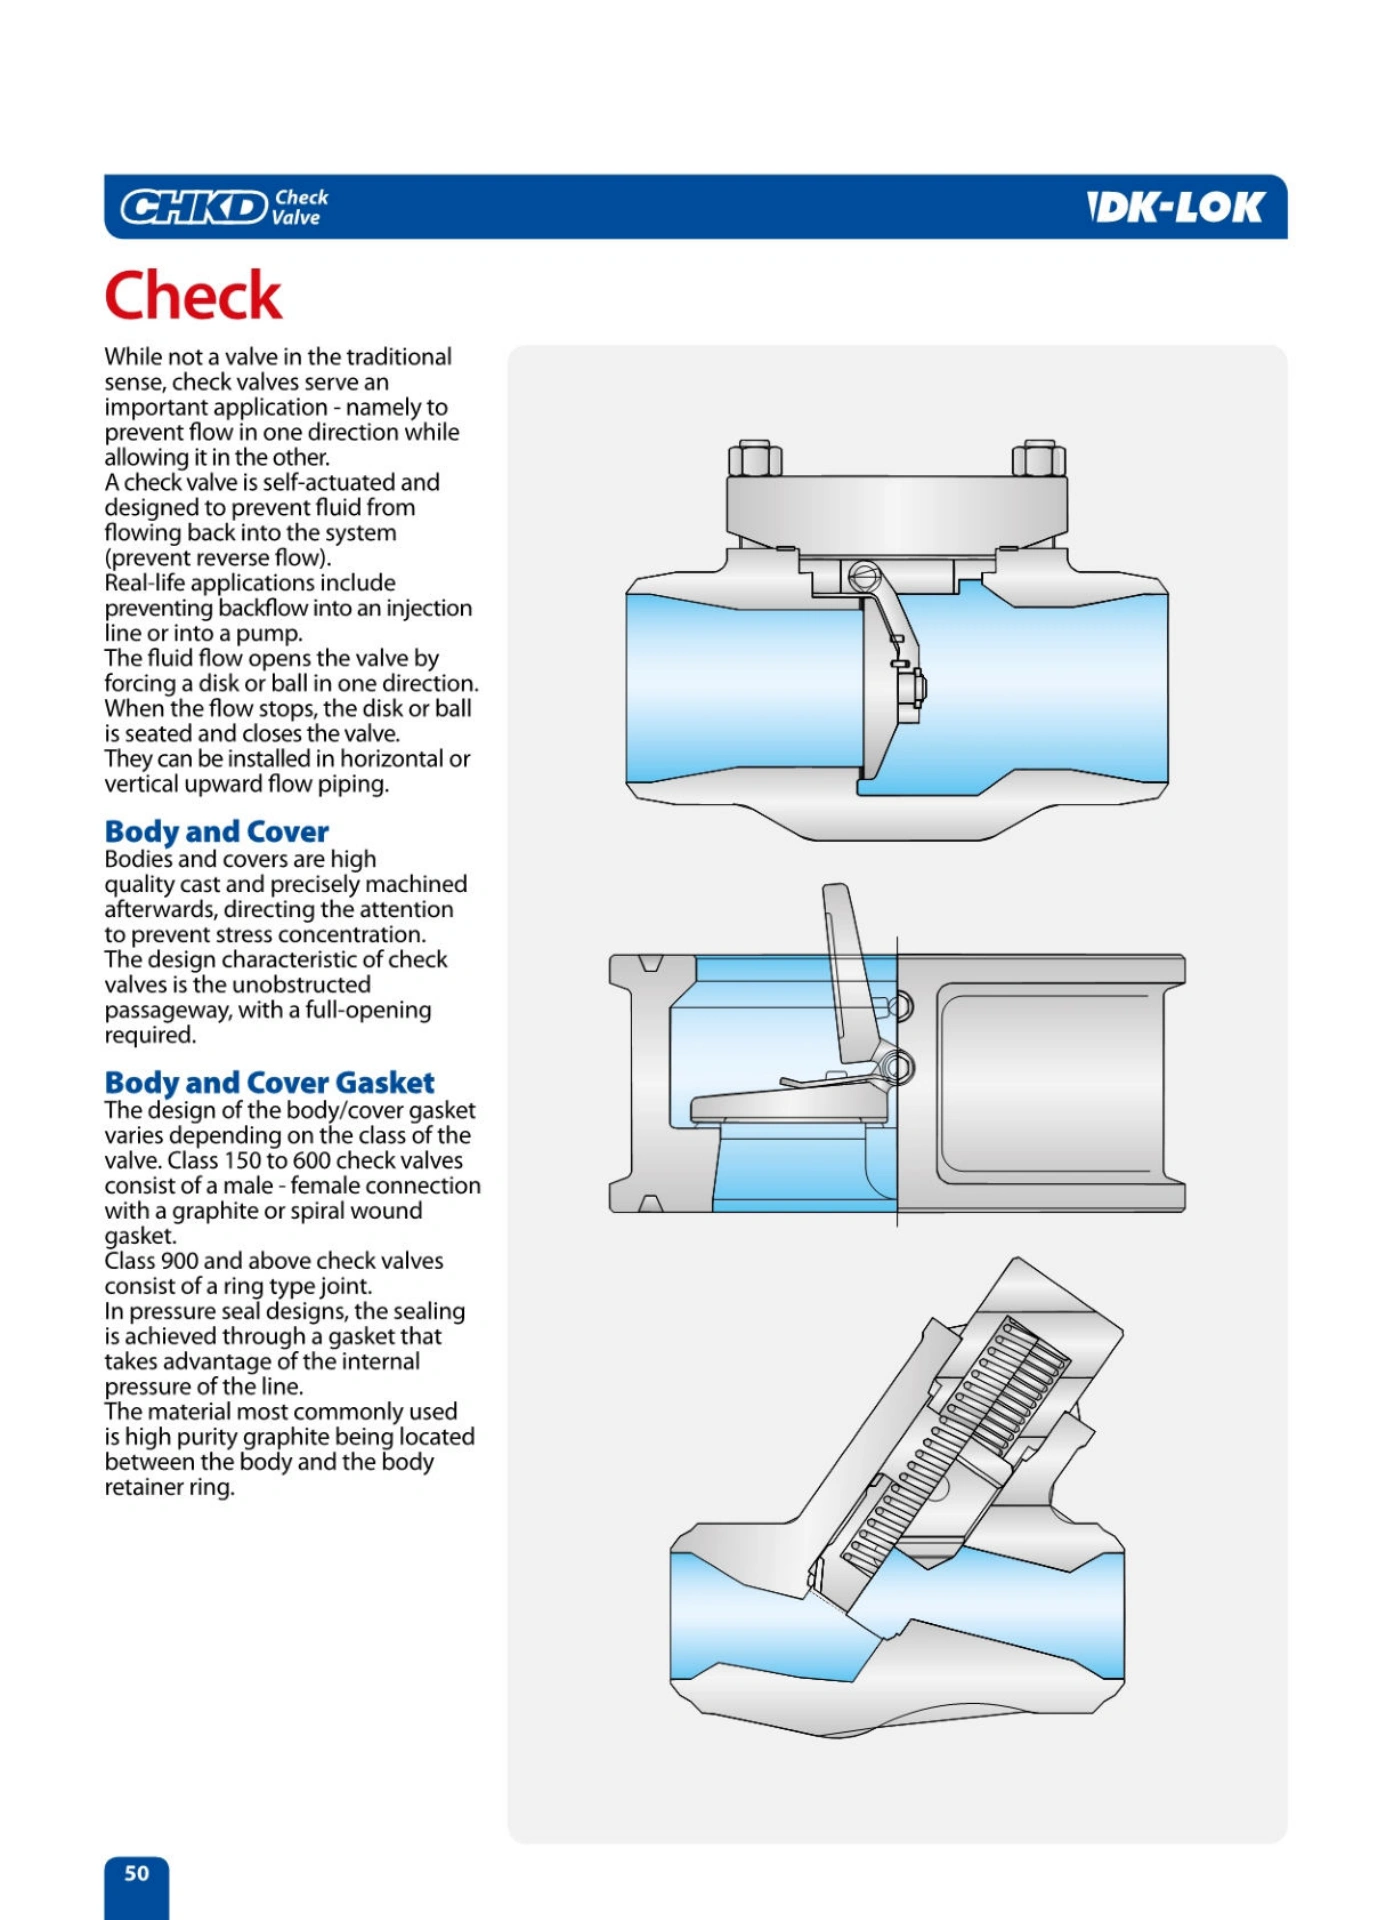 CHKD Check
Valve
DK-LOK
Check
While not a valve in the traditional
sense, check valves serve an
important application - namely to
prevent flow in one direction while
allowing it in the other.
A check valve is self-actuated and
designed to prevent fluid from
flowing back into the system
(prevent reverse flow).
Real-life applications include
preventing backflow into an injection
line or into a pump.
The fluid flow opens the valve by
forcing a disk or ball in one direction.
When the flow stops, the disk or ball
is seated and closes the valve.
They can be installed in horizontal or
vertical upward flow piping.
Body and Cover
Bodies and covers are high
quality cast and precisely machined
afterwards, directing the attention
to prevent stress concentration.
The design characteristic of check
valves is the unobstructed
passageway, with a full-opening
required.
Body and Cover Gasket
The design of the body/cover gasket
varies depending on the class of the
valve. Class 150 to 600 check valves
consist of a male - female connection
with a graphite or spiral wound
gasket.
Class 900 and above check valves
consist of a ring type joint.
In pressure seal designs, the sealing
is achieved through a gasket that
takes advantage of the internal
pressure of the line.
The material most commonly used
is high purity graphite being located
between the body and the body
retainer ring.
50